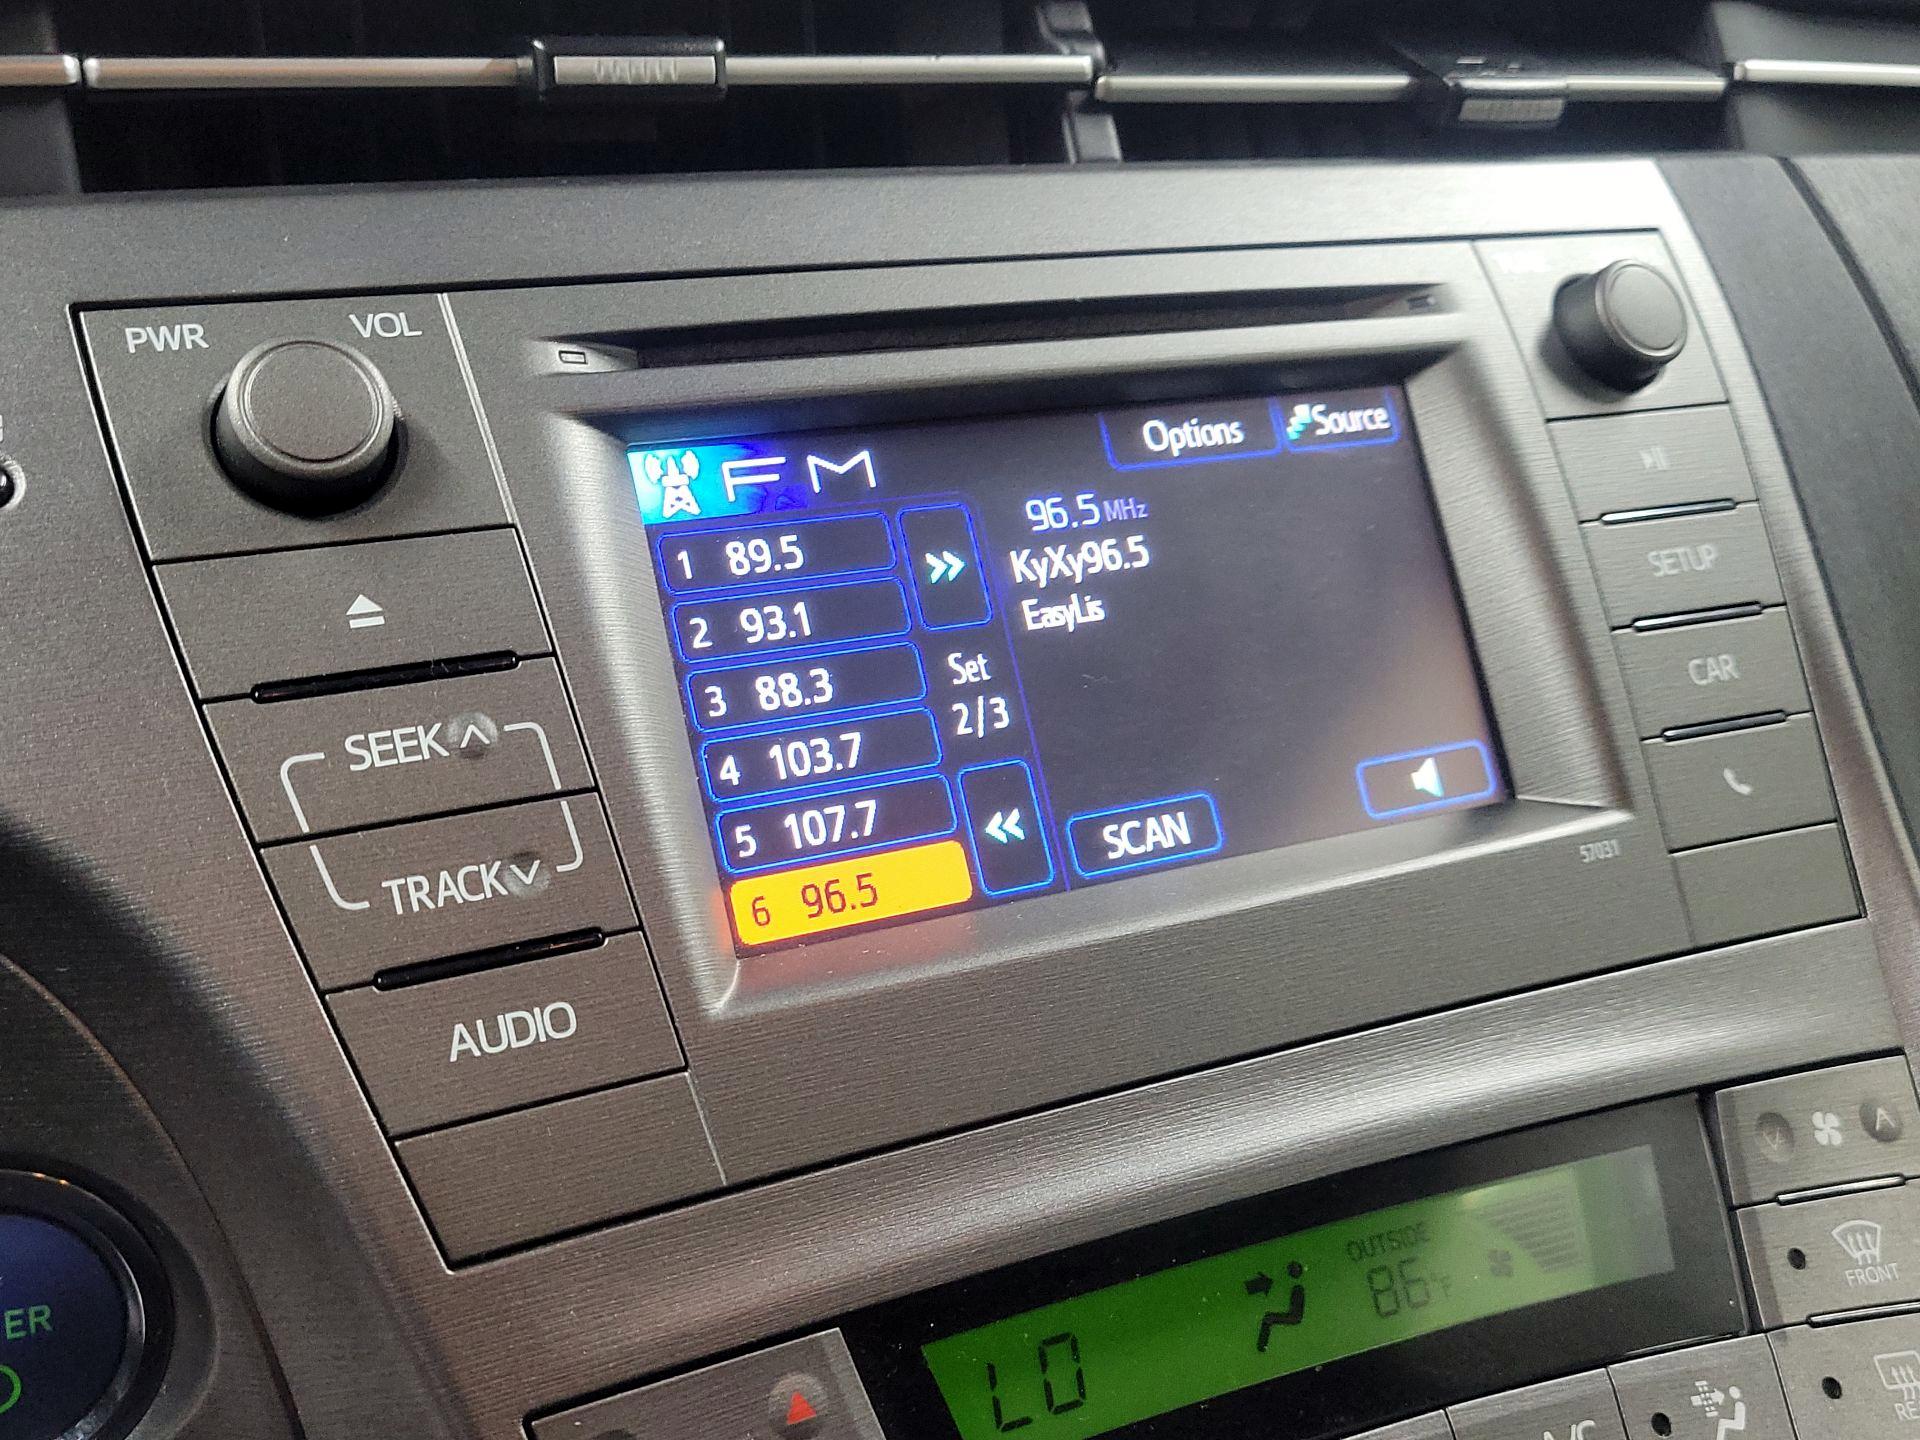 PWR VOL
SEEK
TRACK
AUDIO
FM
Options
Source
1 89.5
2 93.1
3 88.3
4 103.7
5 107.7
6 96.5
Set
2/3
96.5 MHz
KyXy96.5
EasyLis
SCAN
SETUP
CAR
57031
LO
OUTSIDE
86°F
FRONT
A/C
ER